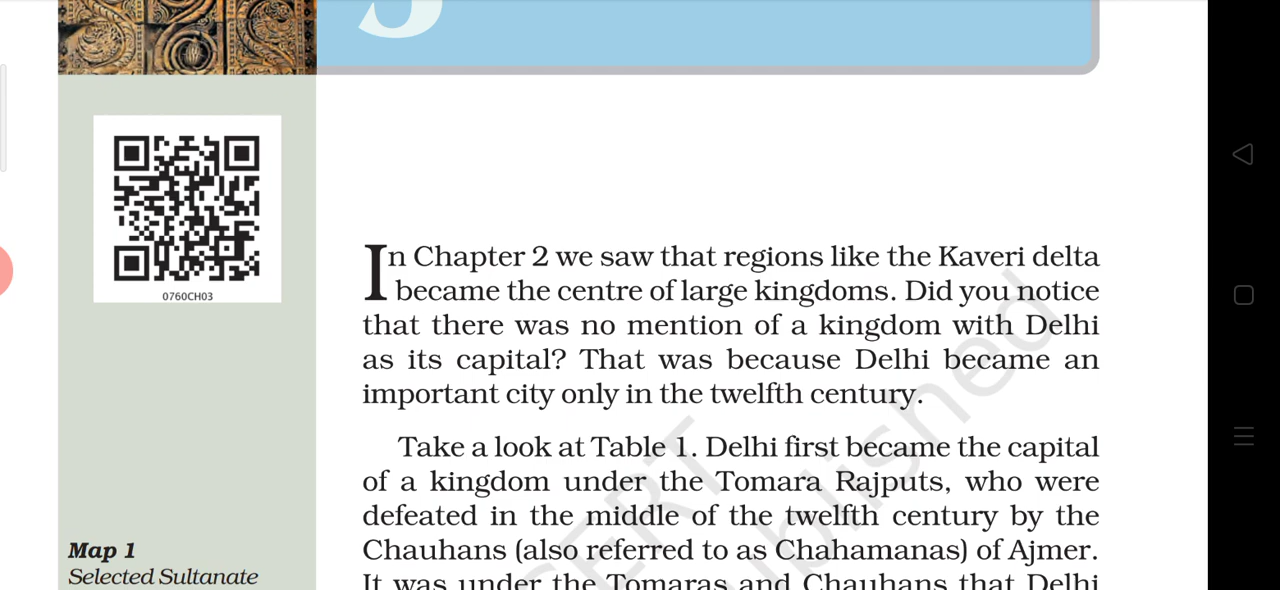 0760CH03
In Chapter 2 we saw that regions like the Kaveri delta
became the centre of large kingdoms. Did you notice
that there was no mention of a kingdom with Delhi
as its capital? That was because Delhi became an
important city only in the twelfth century.
Take a look at Table 1. Delhi first became the capital
of a kingdom under the Tomara Rajputs, who were
defeated in the middle of the twelfth century by the
Chauhans (also referred to as Chahamanas) of Ajmer.
It was under the Tomaras and Chauhans that Delhi
Map 1
Selected Sultanate